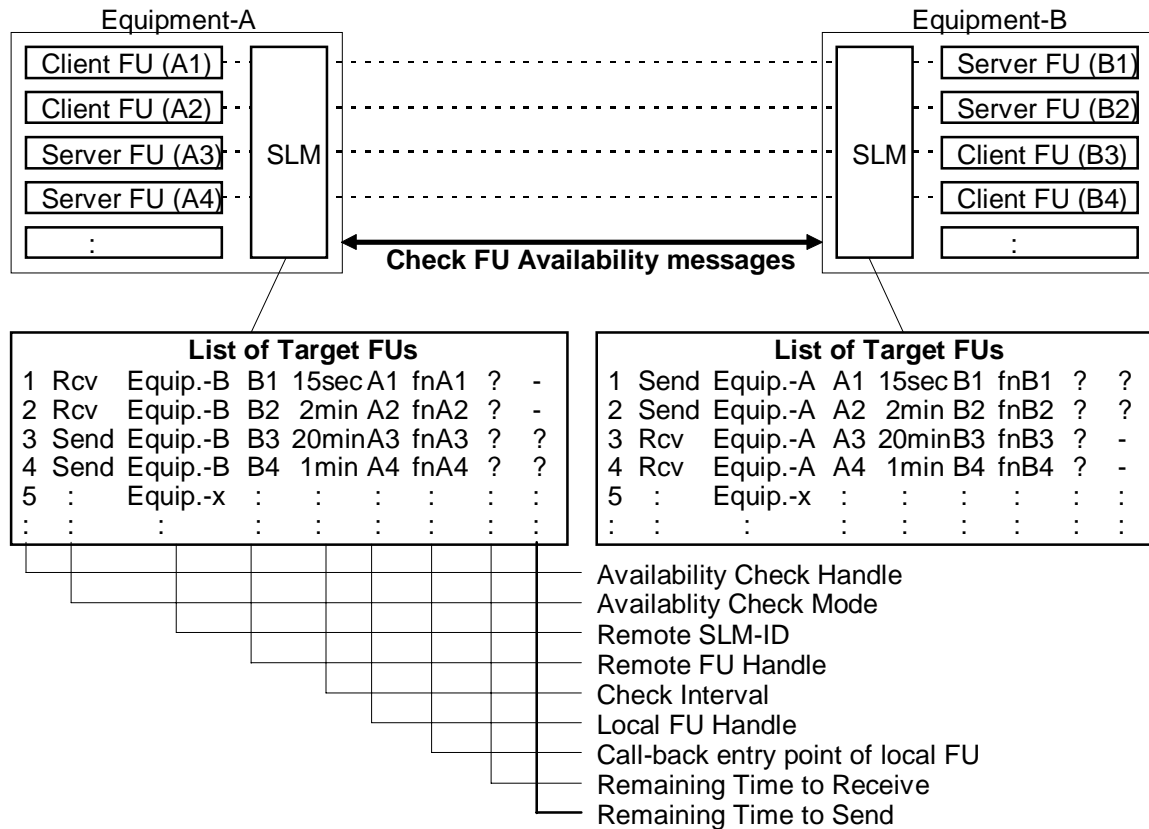 Equipment-A
Equipment-B
Client FU (A1)
Client FU (A2)
Server FU (A3)
Server FU (A4)
:
SLM
SLM
Server FU (B1)
Server FU (B2)
Client FU (B3)
Client FU (B4)
:
Check FU Availability messages
List of Target FUs
1 Rcv Equip.-B B1 15sec A1 fnA1 ? -
2 Rcv Equip.-B B2 2min A2 fnA2 ? -
3 Send Equip.-B B3 20min A3 fnA3 ? ?
4 Send Equip.-B B4 1min A4 fnA4 ? ?
5 : Equip.-x : : : : : :
: : : : : : : : :
List of Target FUs
1 Send Equip.-A A1 15sec B1 fnB1 ? ?
2 Send Equip.-A A2 2min B2 fnB2 ? ?
3 Rcv Equip.-A A3 20min B3 fnB3 ? -
4 Rcv Equip.-A A4 1min B4 fnB4 ? -
5 : Equip.-x : : : : : :
: : : : : : : : :
Availability Check Handle
Availablity Check Mode
Remote SLM-ID
Remote FU Handle
Check Interval
Local FU Handle
Call-back entry point of local FU
Remaining Time to Receive
Remaining Time to Send